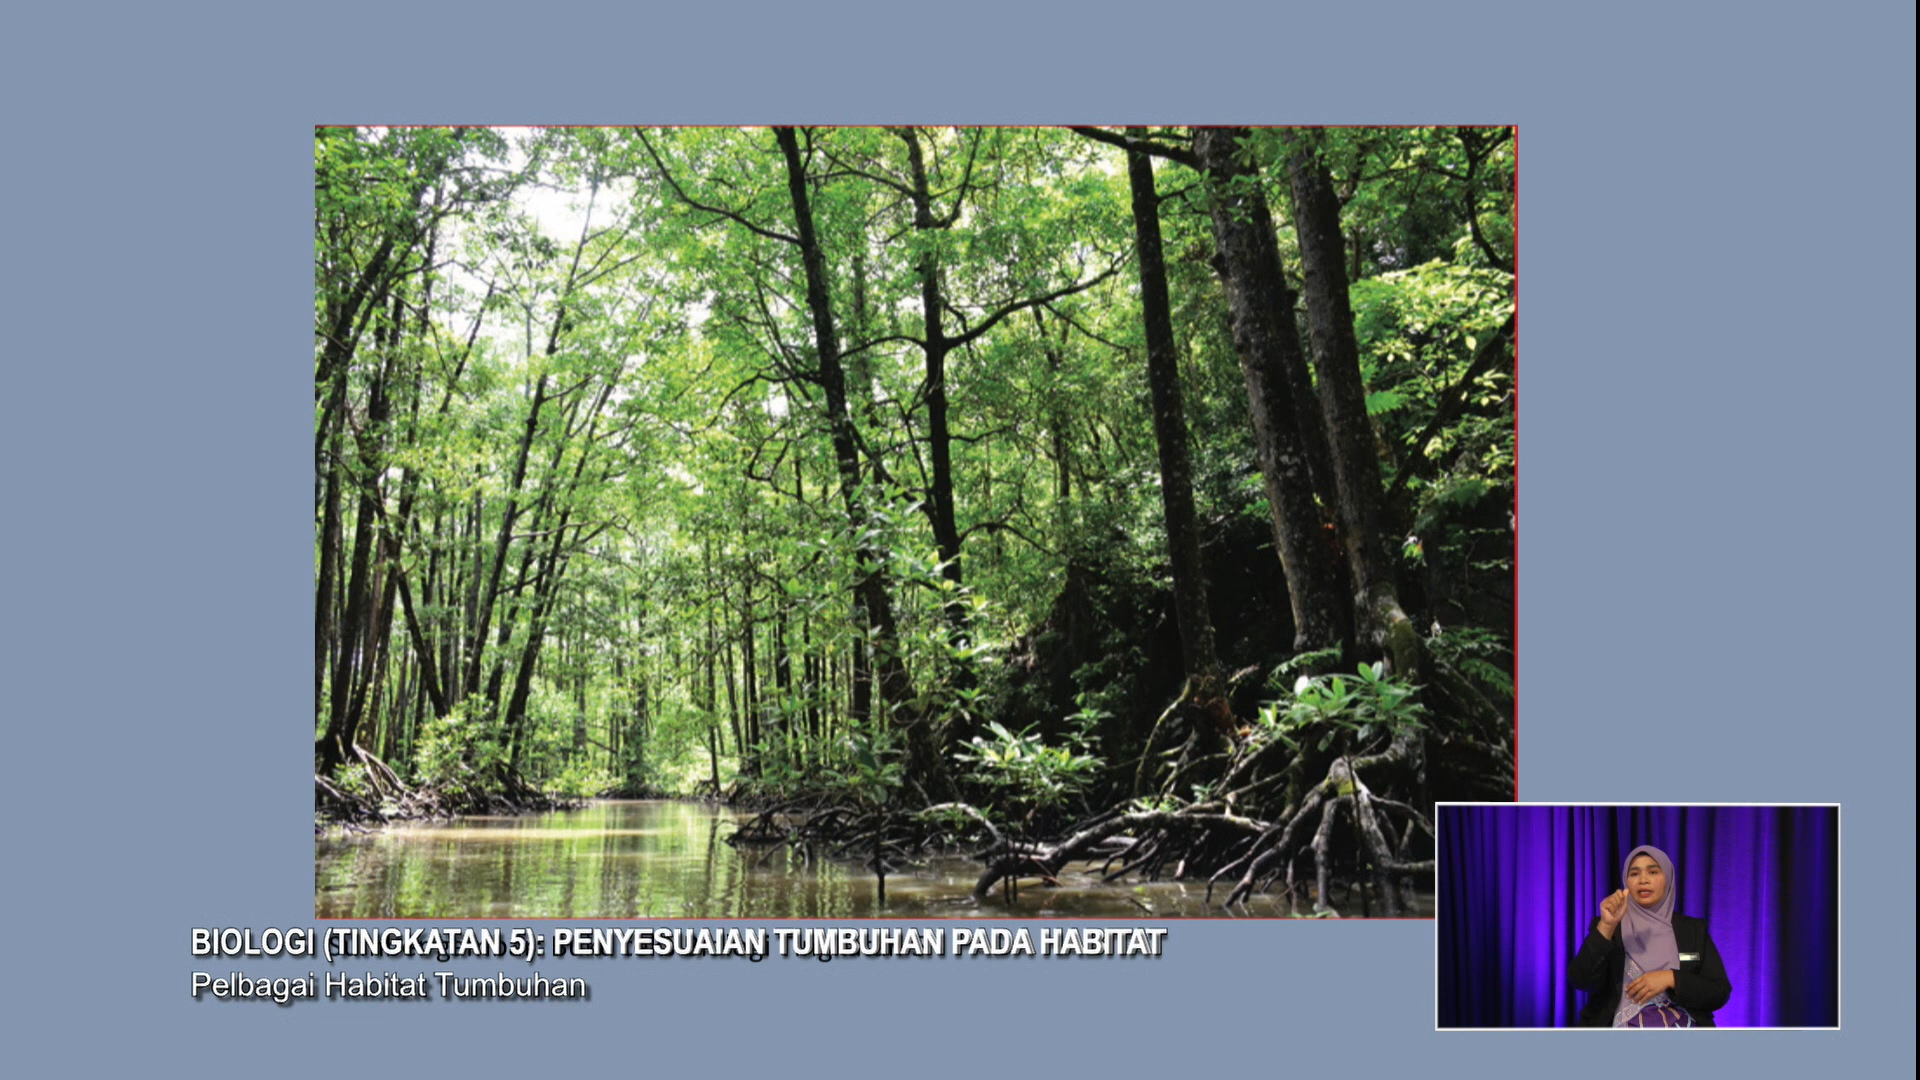 BIOLOGI (TINGKATAN 5): PENYESUAIAN TUMBUHAN PADA HABITAT
Pelbagai Habitat Tumbuhan